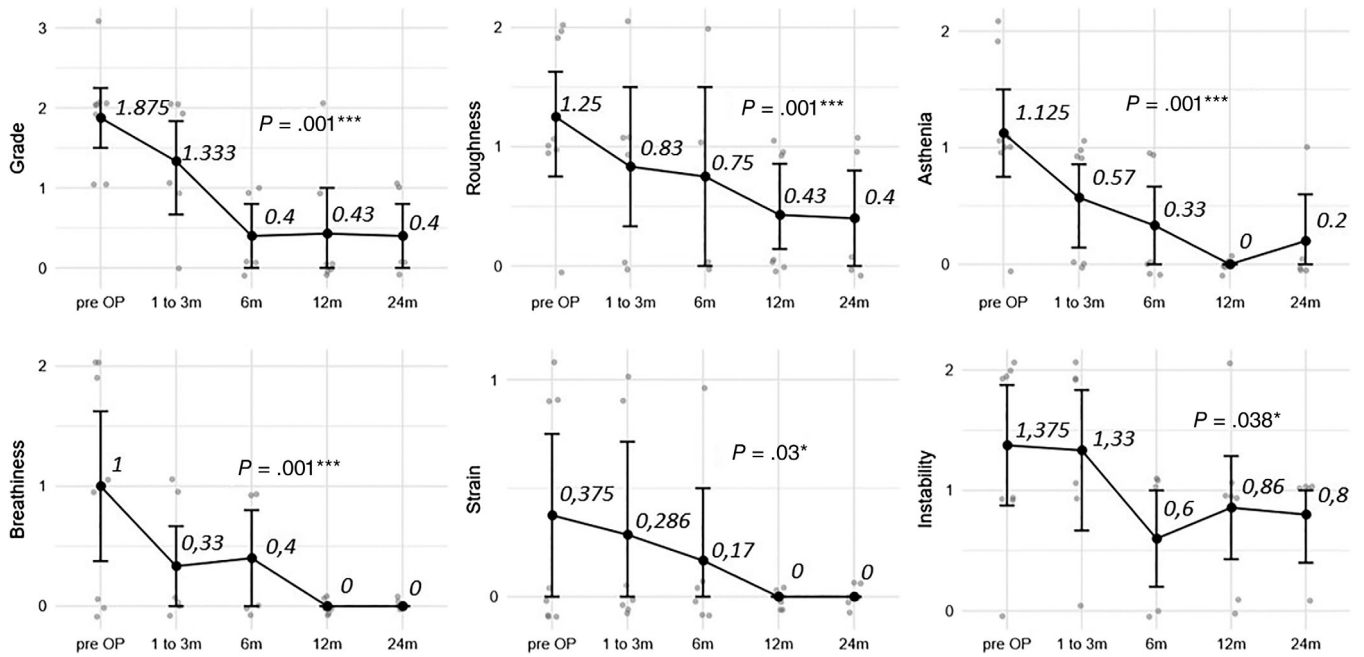 Grade
3
2
1
0
1.875
1.333
0.4
0.43
0.4
P = .001***
pre OP 1 to 3m 6m 12m 24m
Roughness
2
1
0
1.25
0.83
0.75
0.43
0.4
P = .001***
pre OP 1 to 3m 6m 12m 24m
Asthenia
2
1
0
1.125
0.57
0.33
0
0.2
P = .001***
pre OP 1 to 3m 6m 12m 24m
Breathiness
2
1
0
1
0,33
0,4
0
0
P = .001***
pre OP 1 to 3m 6m 12m 24m
Strain
1
0
0,375
0,286
0,17
0
0
P = .03*
pre OP 1 to 3m 6m 12m 24m
Instability
2
1
0
1,375
1,33
0,6
0,86
0,8
P = .038*
pre OP 1 to 3m 6m 12m 24m